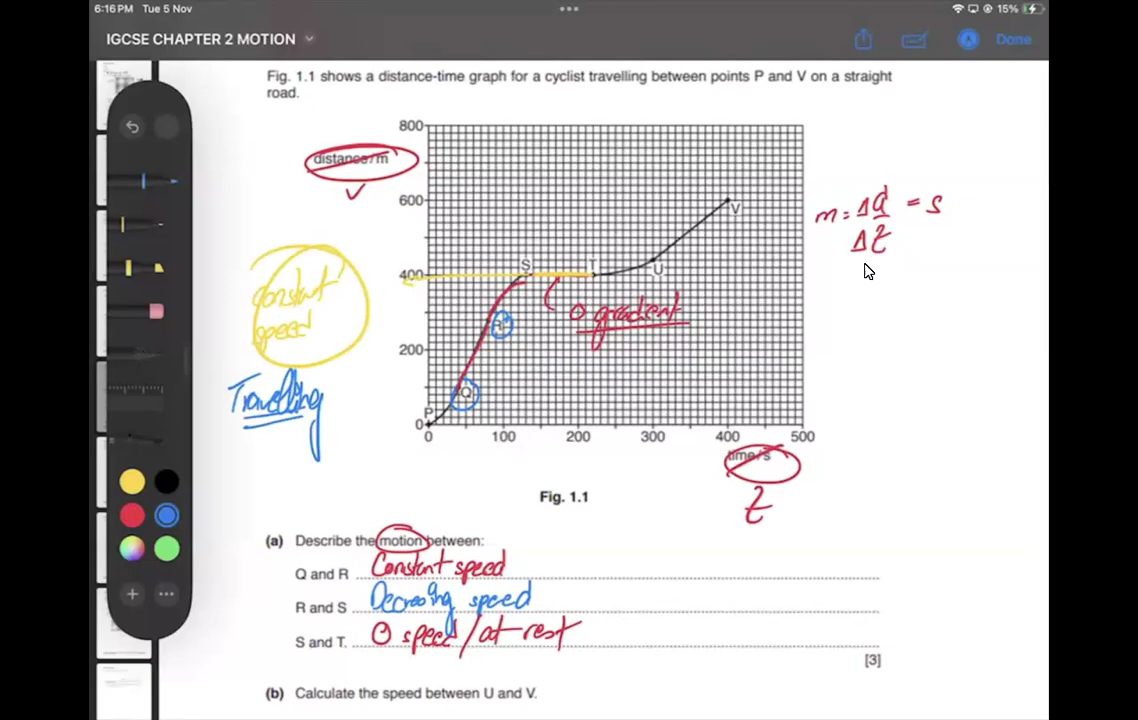 6:16 PM Tue 5 Nov
15%
IGCSE CHAPTER 2 MOTION
Done
Fig. 1.1 shows a distance-time graph for a cyclist travelling between points P and V on a straight
road.
800
distance/m
600
V
m = Δd = s
Δt
constant
speed
400
S
T
U
0 gradient
R
200
Travelling
Q
P
0
0
100
200
300
400
500
time/s
t
Fig. 1.1
(a) Describe the motion between:
Q and R Constant speed
R and S Decreasing speed
S and T. 0 speed / at rest
[3]
(b) Calculate the speed between U and V.